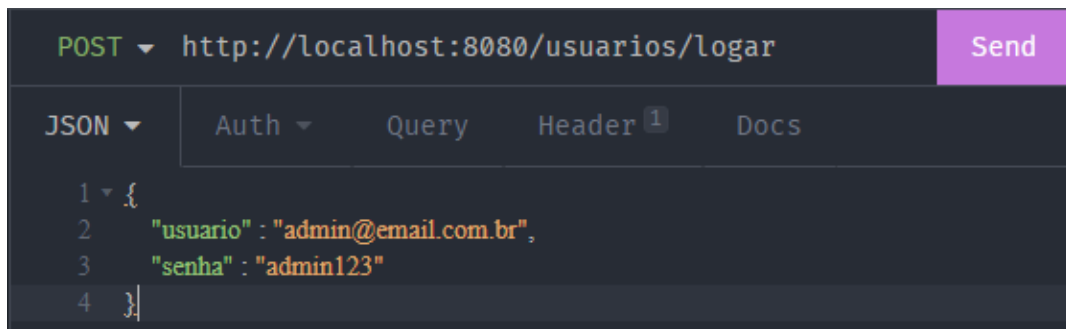 POST http://localhost:8080/usuarios/logar Send
JSON Auth Query Header 1 Docs
1 {
2 "usuario" : "admin@email.com.br",
3 "senha" : "admin123"
4 }